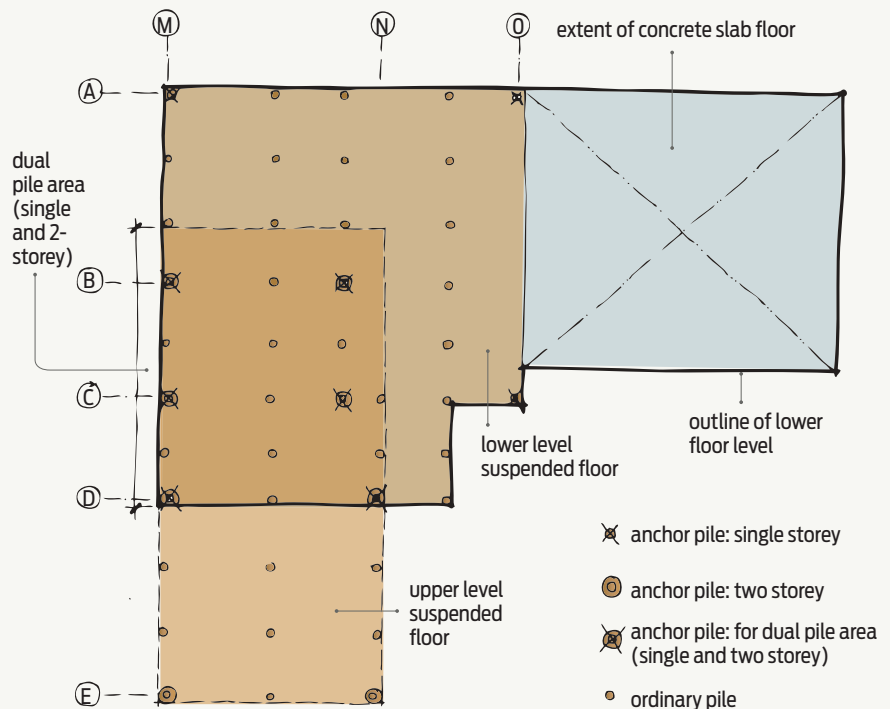 M
N
O
extent of concrete slab floor
A
dual
pile area
(single
and 2-
storey)
B
C
outline of lower
floor level
lower level
suspended floor
D
anchor pile: single storey
upper level
suspended
floor
anchor pile: two storey
anchor pile: for dual pile area
(single and two storey)
E
ordinary pile